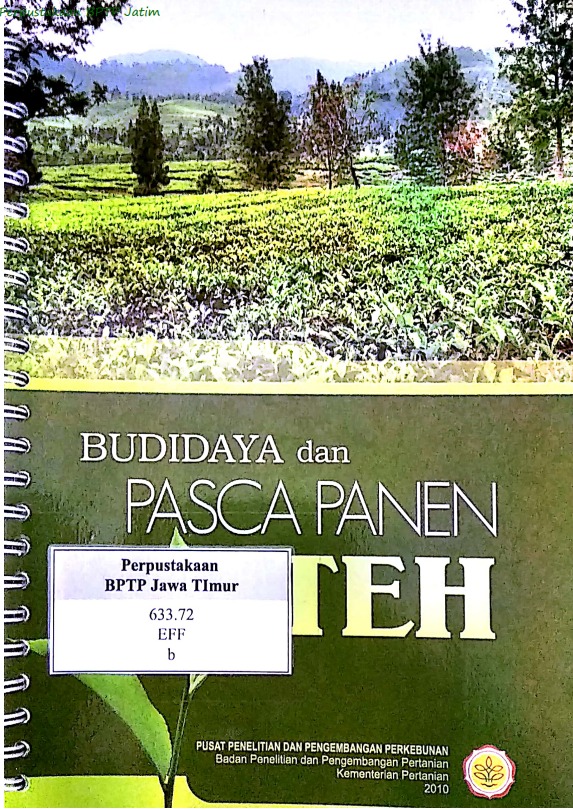 Perpustakaan BPTP Jatim
BUDIDAYA dan
PASCA PANEN
TEH
Perpustakaan
BPTP Jawa TImur
633.72
EFF
b
PUSAT PENELITIAN DAN PENGEMBANGAN PERKEBUNAN
Badan Penelitian dan Pengembangan Pertanian
Kementerian Pertanian
2010